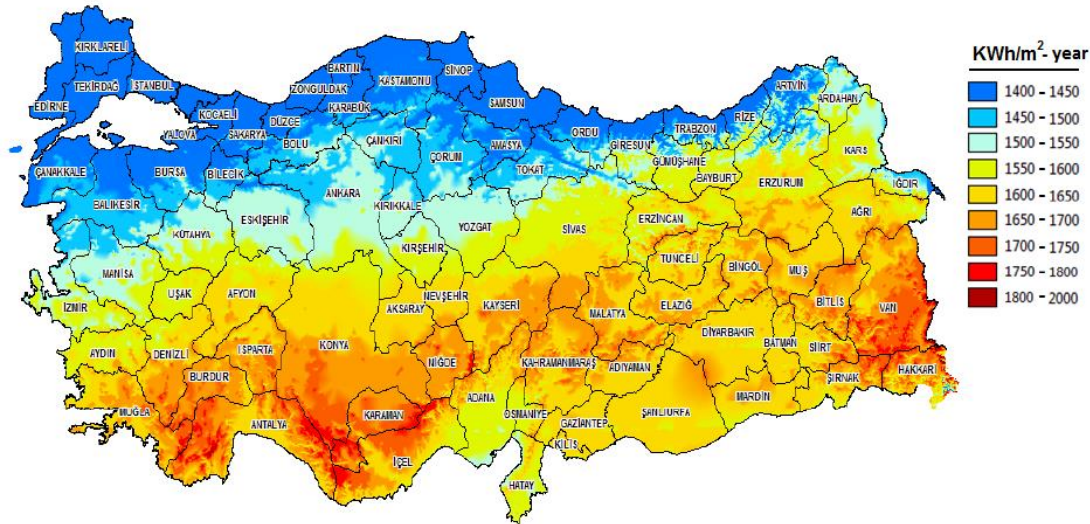 KWh/m²- year
1400 - 1450
1450 - 1500
1500 - 1550
1550 - 1600
1600 - 1650
1650 - 1700
1700 - 1750
1750 - 1800
1800 - 2000
KIRKLARELİ
TEKİRDAĞ
İSTANBUL
EDİRNE
KOCAELİ
YALOVA
SAKARYA
DÜZCE
ZONGULDAK
BARTIN
KARABÜK
KASTAMONU
SİNOP
SAMSUN
ORDU
GİRESUN
TRABZON
RİZE
ARTVİN
ARDAHAN
KARS
IĞDIR
ÇANAKKALE
BALIKESİR
BURSA
BİLECİK
BOLU
ÇANKIRI
ÇORUM
AMASYA
TOKAT
GÜMÜŞHANE
BAYBURT
ERZURUM
AĞRI
KÜTAHYA
ESKİŞEHİR
ANKARA
KIRIKKALE
YOZGAT
SİVAS
ERZİNCAN
TUNCELİ
BİNGÖL
MUŞ
MANİSA
UŞAK
AFYON
KIRŞEHİR
NEVŞEHİR
AKSARAY
KAYSERİ
MALATYA
ELAZIĞ
BİTLİS
VAN
İZMİR
AYDIN
DENİZLİ
ISPARTA
BURDUR
KONYA
NİĞDE
KAHRAMANMARAŞ
ADIYAMAN
DİYARBAKIR
BATMAN
SİİRT
ŞIRNAK
HAKKARİ
MUĞLA
ANTALYA
KARAMAN
İÇEL
ADANA
OSMANİYE
GAZİANTEP
KİLİS
ŞANLIURFA
MARDİN
HATAY